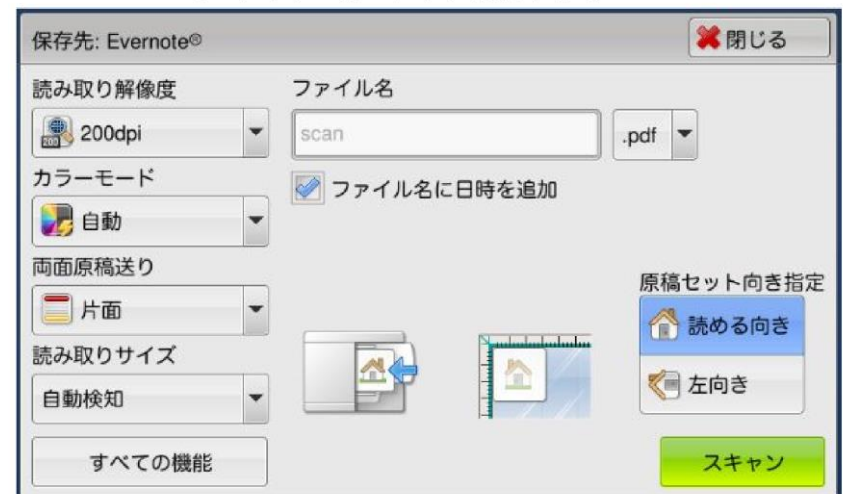 保存先: Evernote®
閉じる
読み取り解像度
200dpi
カラーモード
自動
両面原稿送り
片面
読み取りサイズ
自動検知
すべての機能
ファイル名
scan
.pdf
ファイル名に日時を追加
原稿セット向き指定
読める向き
左向き
スキャン